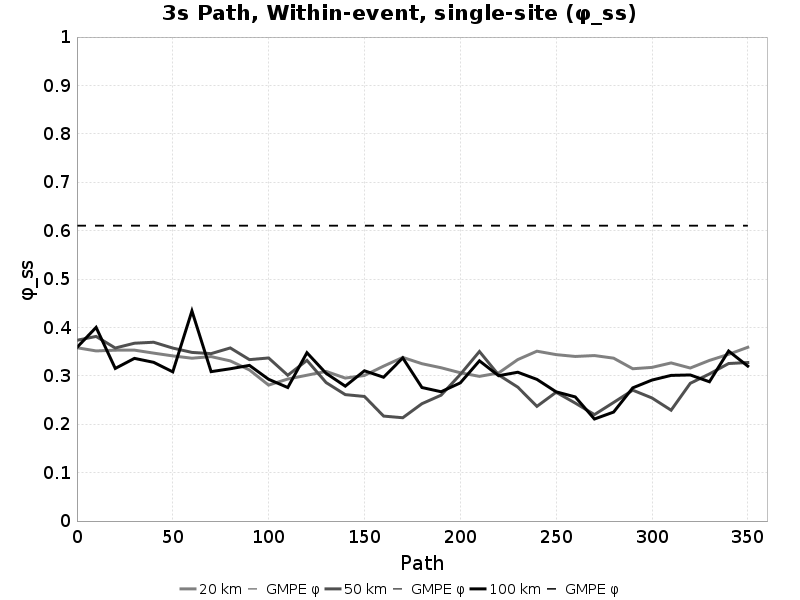 3s Path, Within-event, single-site (φ_ss)
1
0.9
0.8
0.7
0.6
0.5
0.4
0.3
0.2
0.1
0
φ_ss
0 50 100 150 200 250 300 350
Path
20 km GMPE φ 50 km GMPE φ 100 km GMPE φ